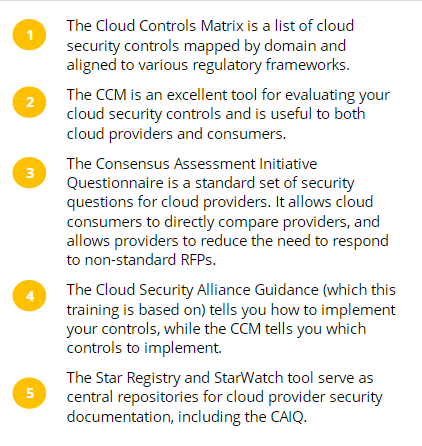 1
The Cloud Controls Matrix is a list of cloud
security controls mapped by domain and
aligned to various regulatory frameworks.
2
The CCM is an excellent tool for evaluating your
cloud security controls and is useful to both
cloud providers and consumers.
3
The Consensus Assessment Initiative
Questionnaire is a standard set of security
questions for cloud providers. It allows cloud
consumers to directly compare providers, and
allows providers to reduce the need to respond
to non-standard RFPs.
4
The Cloud Security Alliance Guidance (which this
training is based on) tells you how to implement
your controls, while the CCM tells you which
controls to implement.
5
The Star Registry and StarWatch tool serve as
central repositories for cloud provider security
documentation, including the CAIQ.